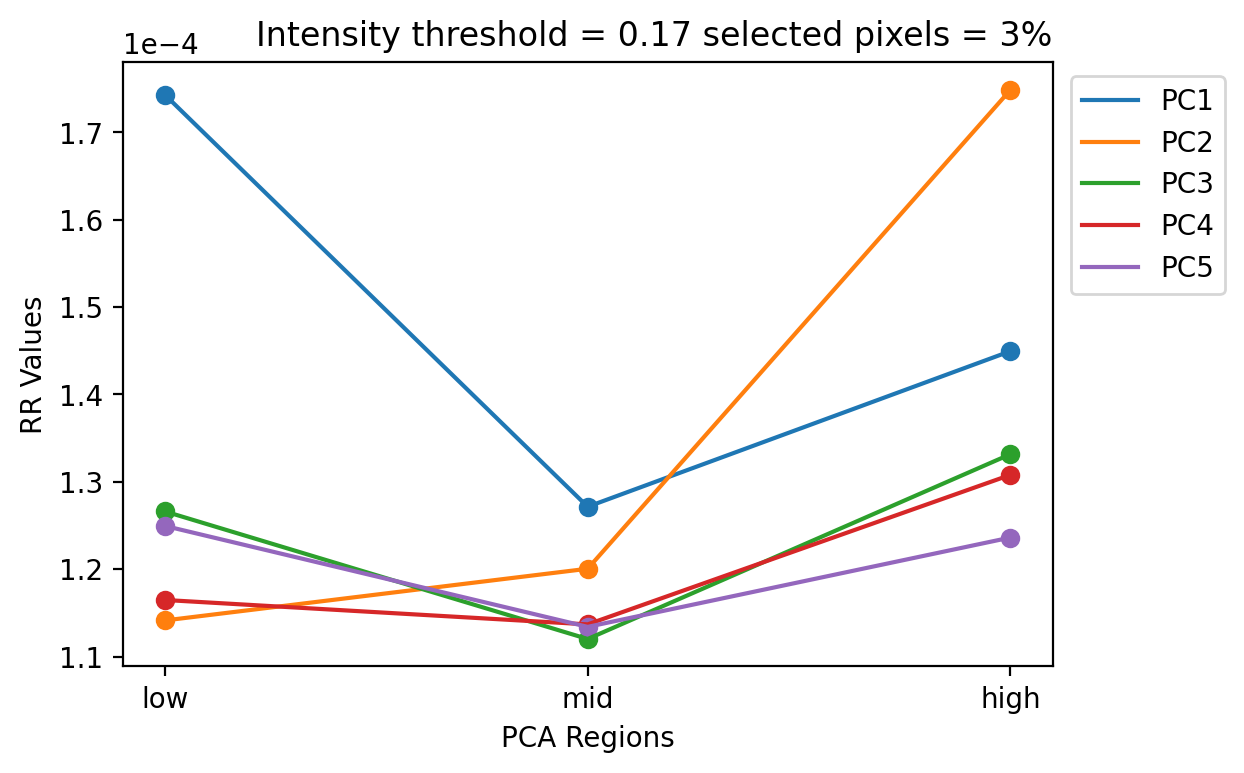 Intensity threshold = 0.17 selected pixels = 3%
1e−4
1.7
1.6
1.5
1.4
1.3
1.2
1.1
RR Values
low
mid
high
PCA Regions
PC1
PC2
PC3
PC4
PC5